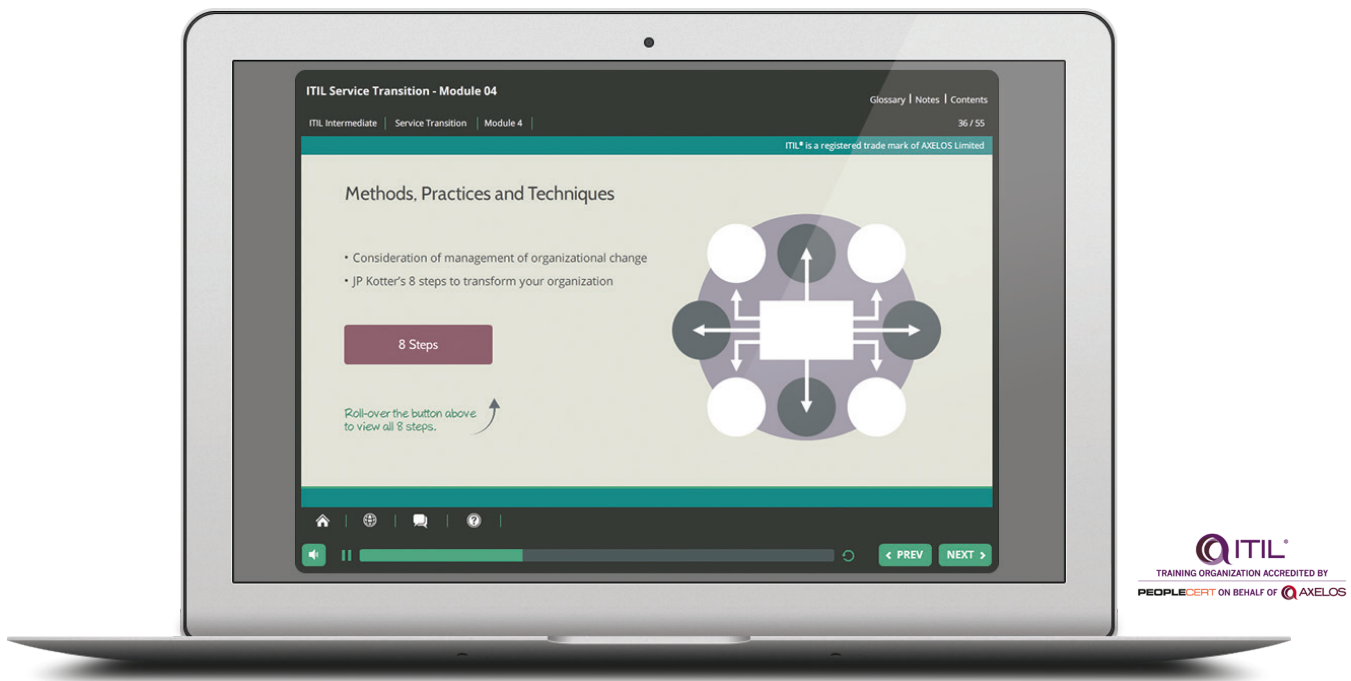 ITIL Service Transition - Module 04
Glossary | Notes | Contents
ITIL Intermediate | Service Transition | Module 4 |
36 / 55
ITIL® is a registered trade mark of AXELOS Limited
Methods, Practices and Techniques
• Consideration of management of organizational change
• JP Kotter's 8 steps to transform your organization
8 Steps
Roll-over the button above
to view all 8 steps.
< PREV
NEXT >
ITIL®
TRAINING ORGANIZATION ACCREDITED BY
PEOPLECERT ON BEHALF OF AXELOS